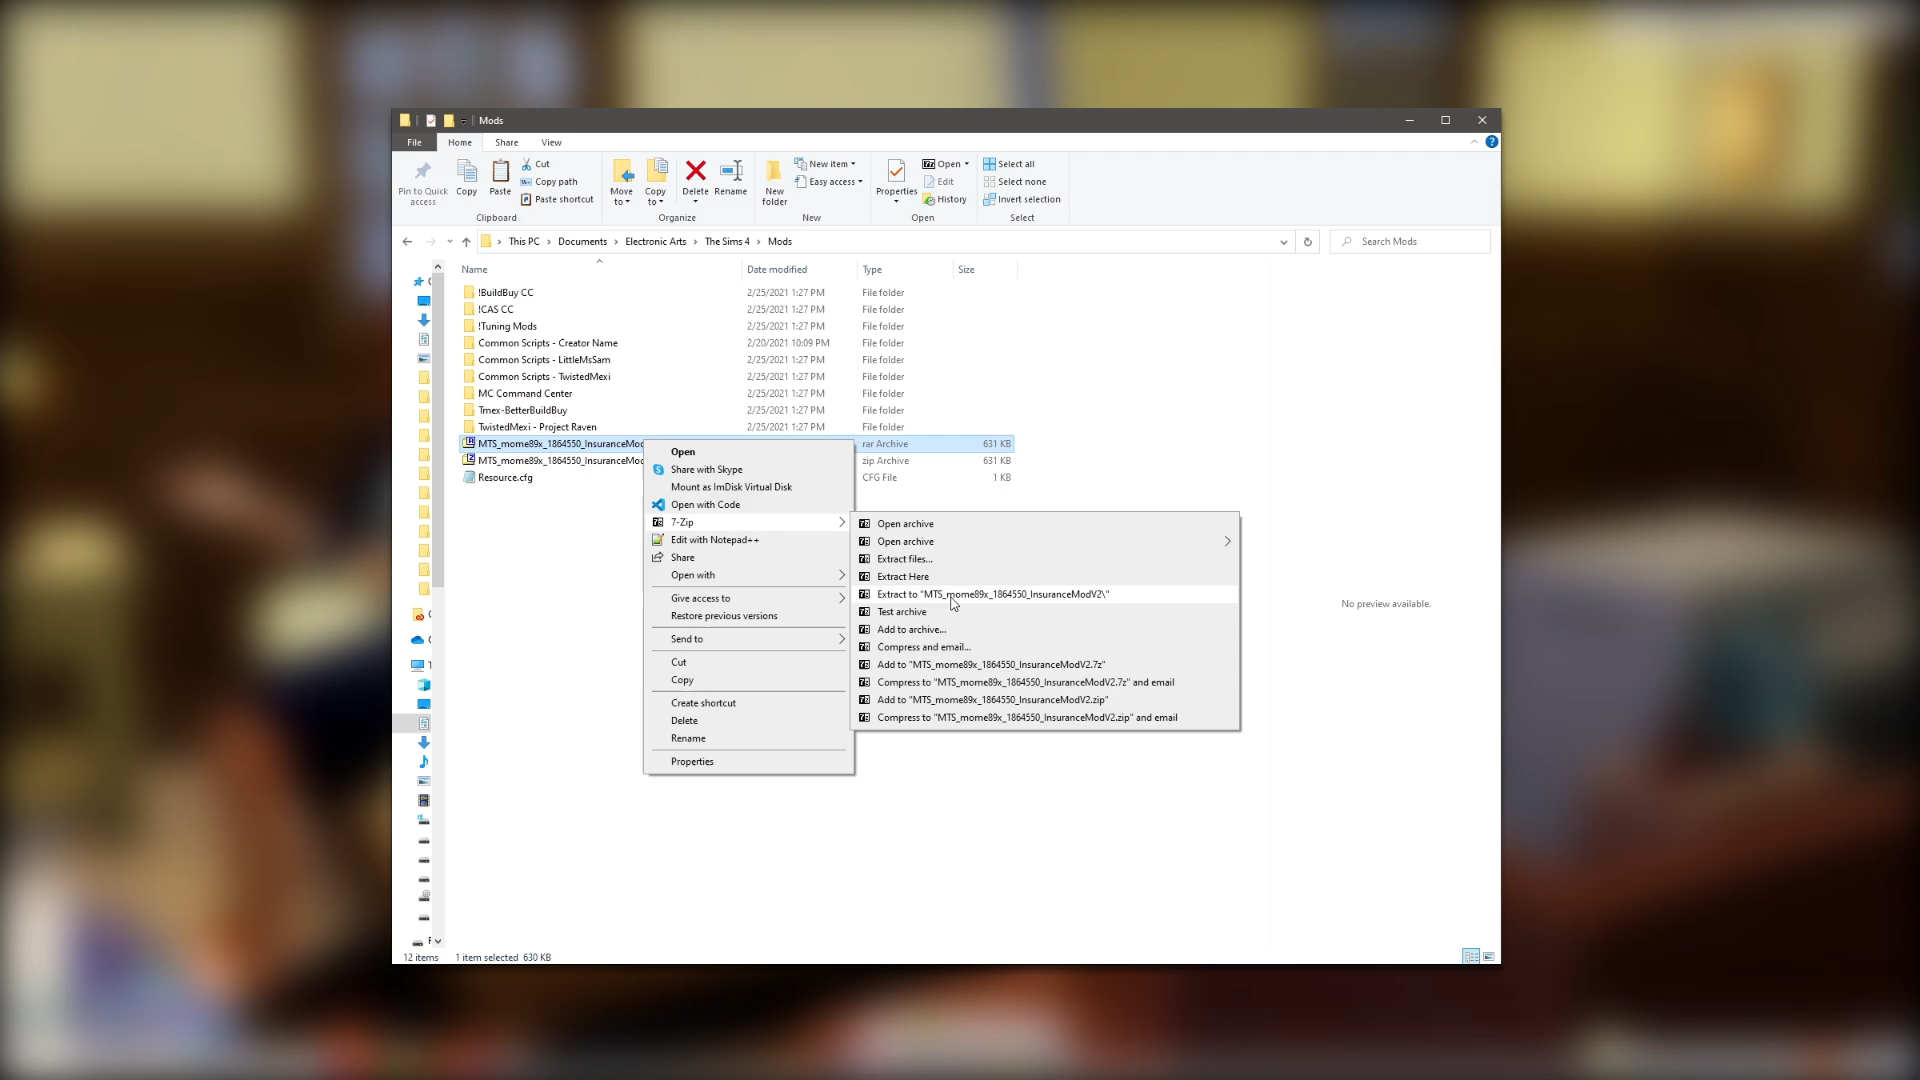 Mods
File Home Share View
Pin to Quick access
Copy
Paste
Cut
Copy path
Paste shortcut
Clipboard
Move to
Copy to
Delete
Rename
Organize
New folder
New item
Easy access
New
Properties
Open
Edit
History
Open
Select all
Select none
Invert selection
Select
This PC > Documents > Electronic Arts > The Sims 4 > Mods
Search Mods
Name Date modified Type Size
!BuildBuy CC 2/25/2021 1:27 PM File folder
!CAS CC 2/25/2021 1:27 PM File folder
!Tuning Mods 2/25/2021 1:27 PM File folder
Common Scripts - Creator Name 2/20/2021 10:09 PM File folder
Common Scripts - LittleMsSam 2/25/2021 1:27 PM File folder
Common Scripts - TwistedMexi 2/25/2021 1:27 PM File folder
MC Command Center 2/25/2021 1:27 PM File folder
Tmex-BetterBuildBuy 2/25/2021 1:27 PM File folder
TwistedMexi - Project Raven 2/25/2021 1:27 PM File folder
MTS_mome89x_1864550_InsuranceMod rar Archive 631 KB
MTS_mome89x_1864550_InsuranceMod zip Archive 631 KB
Resource.cfg CFG File 1 KB
Open
Share with Skype
Mount as ImDisk Virtual Disk
Open with Code
7-Zip
Edit with Notepad++
Share
Open with
Give access to
Restore previous versions
Send to
Cut
Copy
Create shortcut
Delete
Rename
Properties
Open archive
Open archive
Extract files...
Extract Here
Extract to "MTS_mome89x_1864550_InsuranceModV2\"
Test archive
Add to archive...
Compress and email...
Add to "MTS_mome89x_1864550_InsuranceModV2.7z"
Compress to "MTS_mome89x_1864550_InsuranceModV2.7z" and email
Add to "MTS_mome89x_1864550_InsuranceModV2.zip"
Compress to "MTS_mome89x_1864550_InsuranceModV2.zip" and email
No preview available.
12 items 1 item selected 630 KB